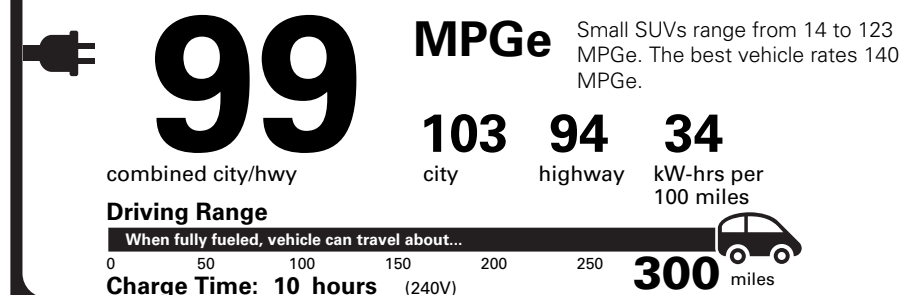 99
MPGe
Small SUVs range from 14 to 123
MPGe. The best vehicle rates 140
MPGe.
103 94 34
combined city/hwy
city
highway
kW-hrs per
100 miles
Driving Range
When fully fueled, vehicle can travel about...
0 50 100 150 200 250 300 miles
Charge Time: 10 hours (240V)